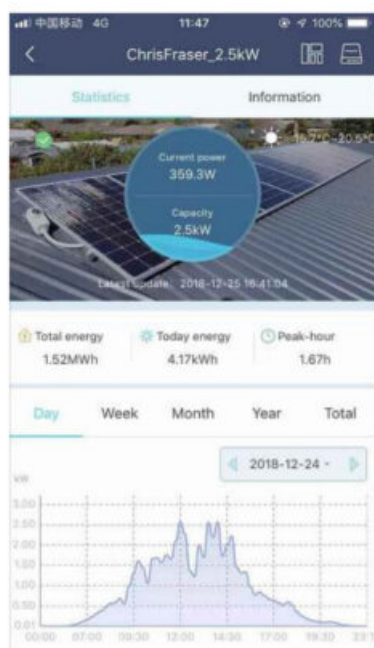 中国移动 4G 11:47 100%
ChrisFraser_2.5kW
Statistics Information
16.7°C~20.5°C
Current power
359.3W
Capacity
2.5kW
Latest update: 2018-12-25 16:41:04
Total energy Today energy Peak-hour
1.52MWh 4.17kWh 1.67h
Day Week Month Year Total
2018-12-24
kW
3.00
2.50
2.00
1.50
1.00
0.50
0.01
00:00 07:00 09:30 12:00 14:30 17:00 19:30